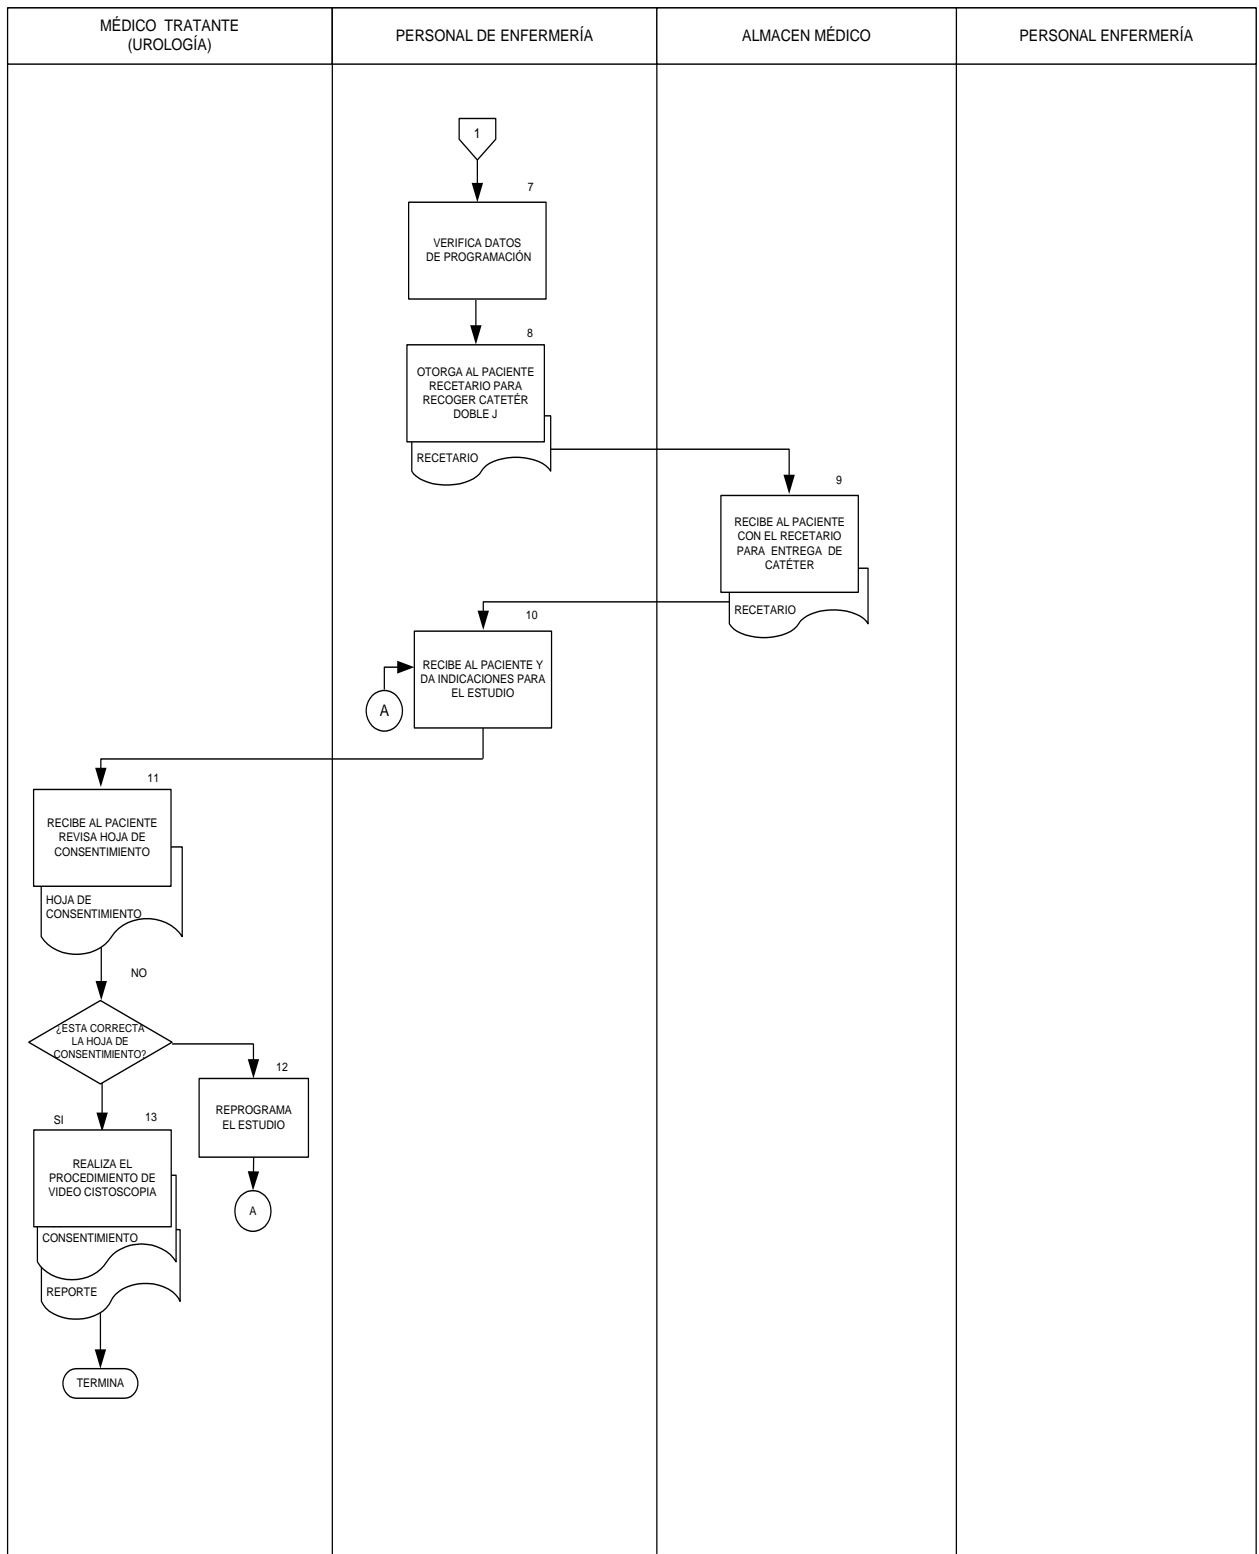 MÉDICO TRATANTE
(UROLOGÍA)
PERSONAL DE ENFERMERÍA
ALMACEN MÉDICO
PERSONAL ENFERMERÍA
1
7
VERIFICA DATOS
DE PROGRAMACIÓN
8
OTORGA AL PACIENTE
RECETARIO PARA
RECOGER CATETÉR
DOBLE J
RECETARIO
9
RECIBE AL PACIENTE
CON EL RECETARIO
PARA ENTREGA DE
CATÉTER
RECETARIO
10
RECIBE AL PACIENTE Y
DA INDICACIONES PARA
EL ESTUDIO
A
11
RECIBE AL PACIENTE
REVISA HOJA DE
CONSENTIMIENTO
HOJA DE
CONSENTIMIENTO
NO
¿ESTA CORRECTA
LA HOJA DE
CONSENTIMIENTO?
12
REPROGRAMA
EL ESTUDIO
A
SI
13
REALIZA EL
PROCEDIMIENTO DE
VIDEO CISTOSCOPIA
CONSENTIMIENTO
REPORTE
TERMINA